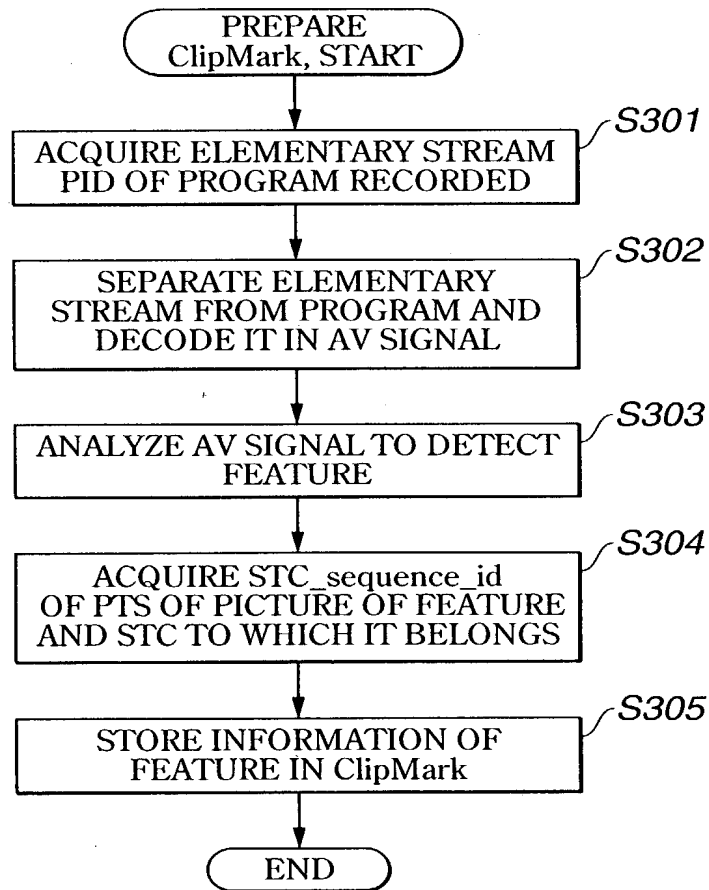 PREPARE
ClipMark, START
S301
ACQUIRE ELEMENTARY STREAM
PID OF PROGRAM RECORDED
S302
SEPARATE ELEMENTARY
STREAM FROM PROGRAM AND
DECODE IT IN AV SIGNAL
S303
ANALYZE AV SIGNAL TO DETECT
FEATURE
S304
ACQUIRE STC_sequence_id
OF PTS OF PICTURE OF FEATURE
AND STC TO WHICH IT BELONGS
S305
STORE INFORMATION OF
FEATURE IN ClipMark
END